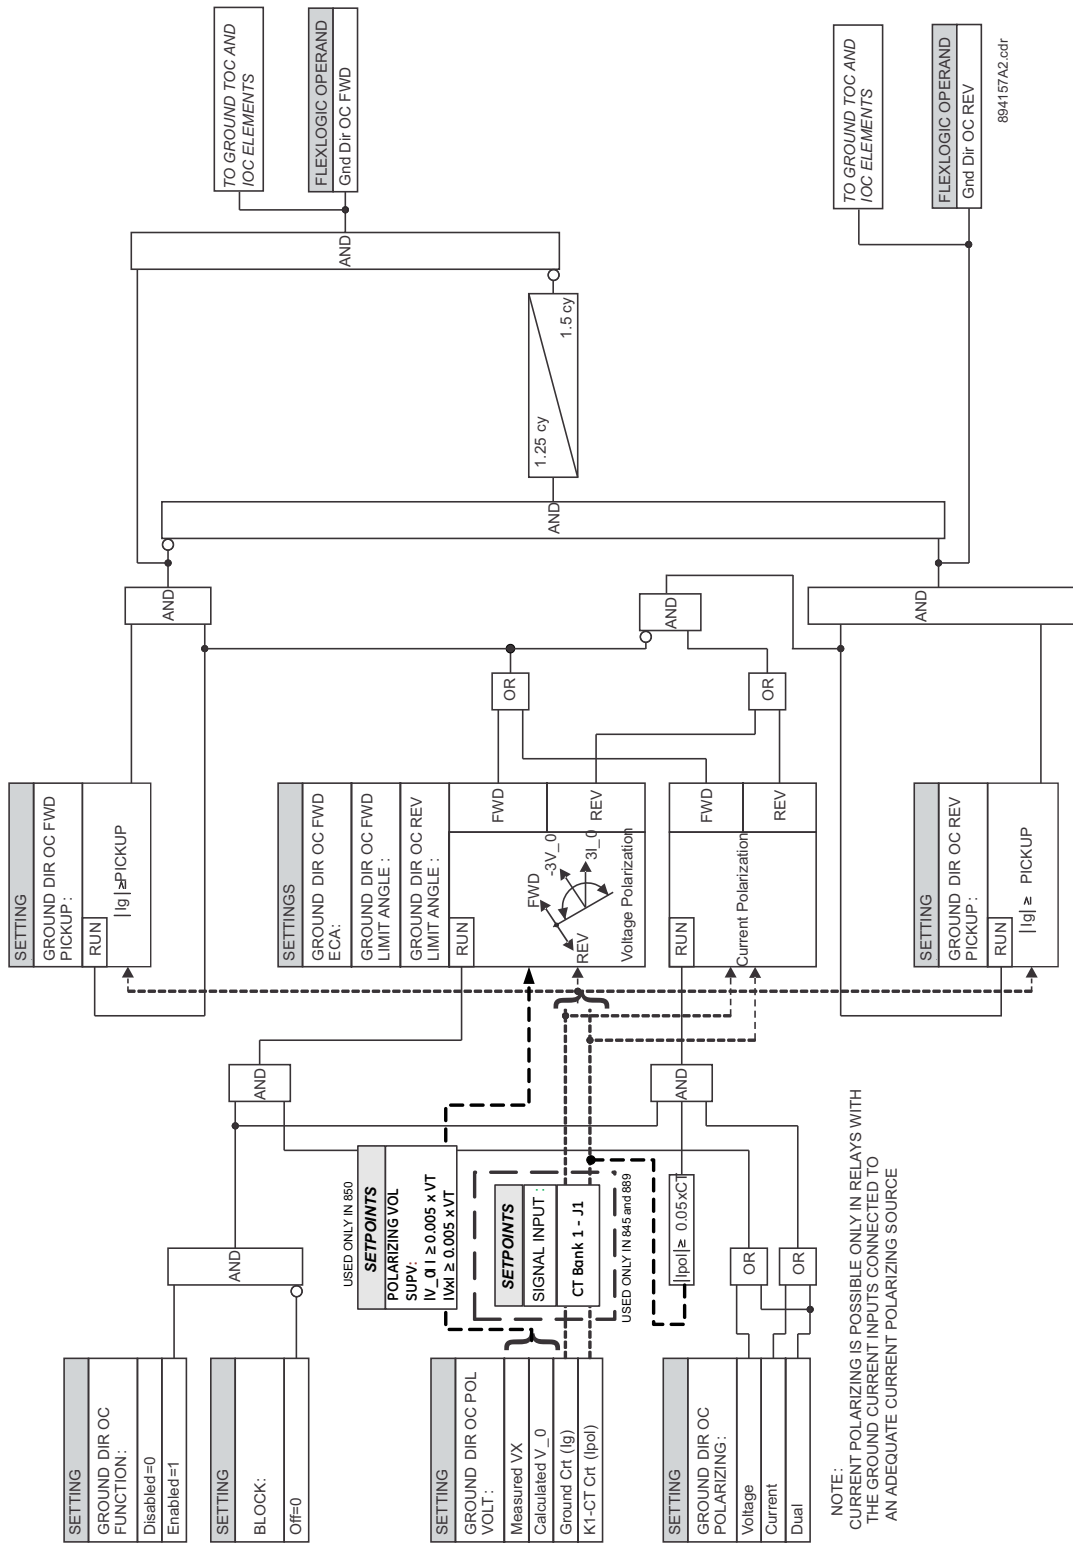 SETTING
GROUND DIR OC
FUNCTION:
Disabled=0
Enabled=1
SETTING
BLOCK:
Off=0
AND
USED ONLY IN 850
SETPOINTS
POLARIZING VOL
SUPV:
IV_0I ≥ 0.005 x VT
IVxI ≥ 0.005 x VT
SETTING
GROUND DIR OC POL
VOLT:
Measured VX
Calculated V_0
Ground Crt (Ig)
K1-CT Crt (Ipol)
SETPOINTS
SIGNAL INPUT :
CT Bank 1 - J1
USED ONLY IN 845 and 889
SETTING
GROUND DIR OC
POLARIZING:
Voltage
Current
Dual
|Ipol| ≥ 0.05xCT
OR
OR
AND
AND
NOTE:
CURRENT POLARIZING IS POSSIBLE ONLY IN RELAYS WITH
THE GROUND CURRENT INPUTS CONNECTED TO
AN ADEQUATE CURRENT POLARIZING SOURCE
SETTING
GROUND DIR OC FWD
PICKUP:
RUN
|Ig| ≥ PICKUP
SETTINGS
GROUND DIR OC FWD
ECA:
GROUND DIR OC FWD
LIMIT ANGLE :
GROUND DIR OC REV
LIMIT ANGLE :
RUN
FWD
REV
FWD
-3V_0
3I_0
REV
Voltage Polarization
RUN
FWD
REV
Current Polarization
SETTING
GROUND DIR OC REV
PICKUP:
RUN
|Ig| ≥ PICKUP
OR
OR
AND
AND
AND
AND
1.25 cy
1.5 cy
AND
TO GROUND TOC AND
IOC ELEMENTS
FLEXLOGIC OPERAND
Gnd Dir OC FWD
TO GROUND TOC AND
IOC ELEMENTS
FLEXLOGIC OPERAND
Gnd Dir OC REV
894157A2.cdr